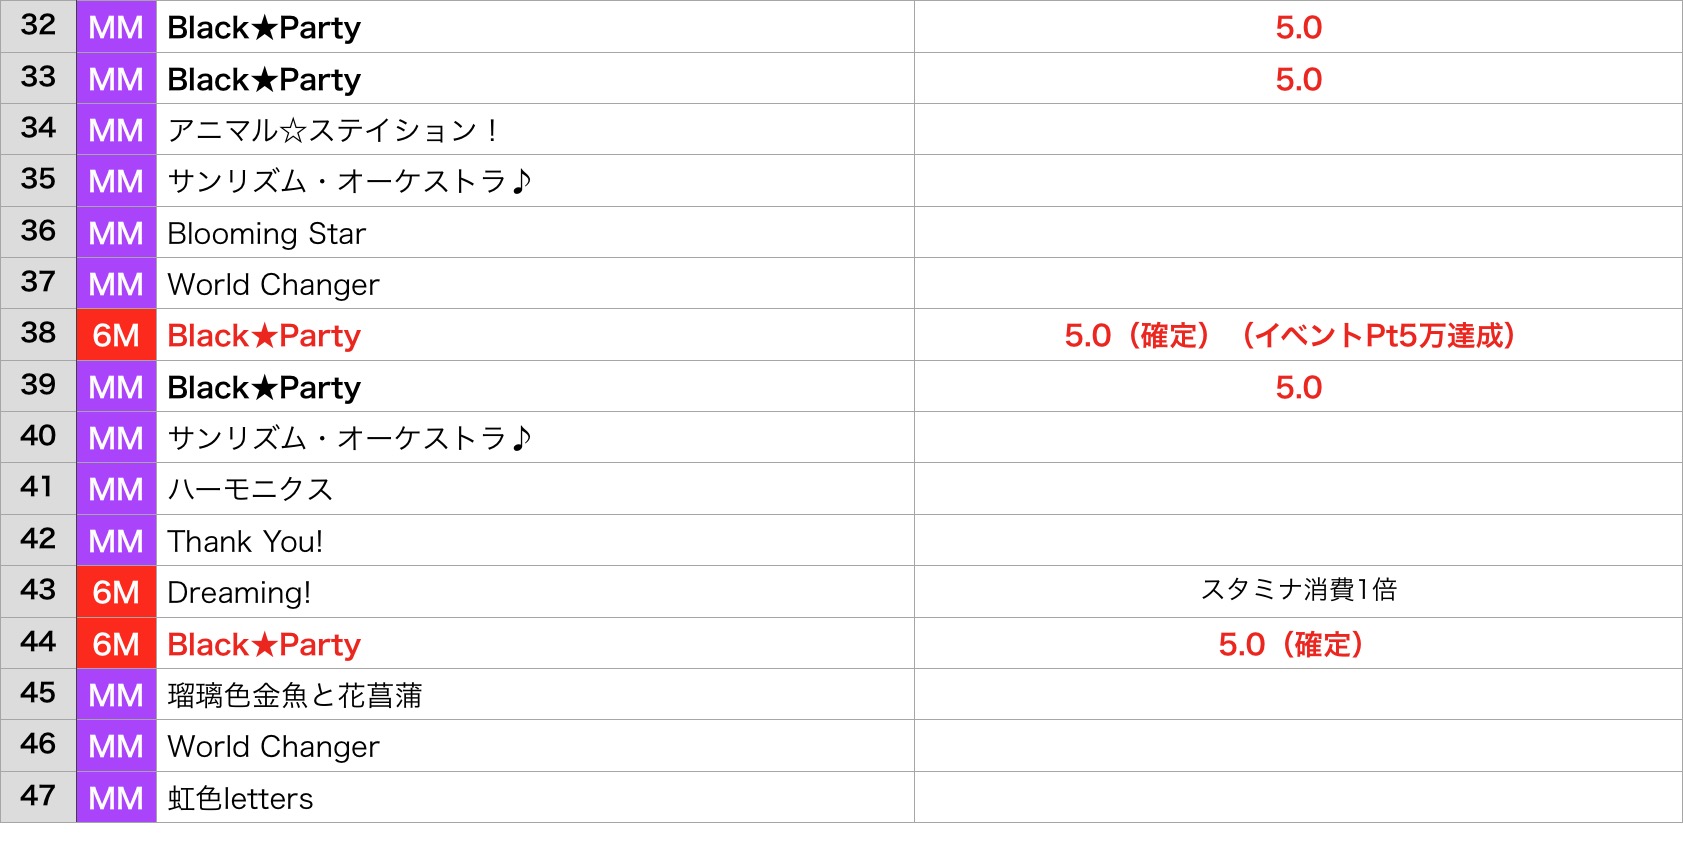 32 MM Black★Party 5.0
33 MM Black★Party 5.0
34 MM アニマル☆ステイション！
35 MM サンリズム・オーケストラ♪
36 MM Blooming Star
37 MM World Changer
38 6M Black★Party 5.0（確定）（イベントPt5万達成）
39 MM Black★Party 5.0
40 MM サンリズム・オーケストラ♪
41 MM ハーモニクス
42 MM Thank You!
43 6M Dreaming! スタミナ消費1倍
44 6M Black★Party 5.0（確定）
45 MM 瑠璃色金魚と花菖蒲
46 MM World Changer
47 MM 虹色letters